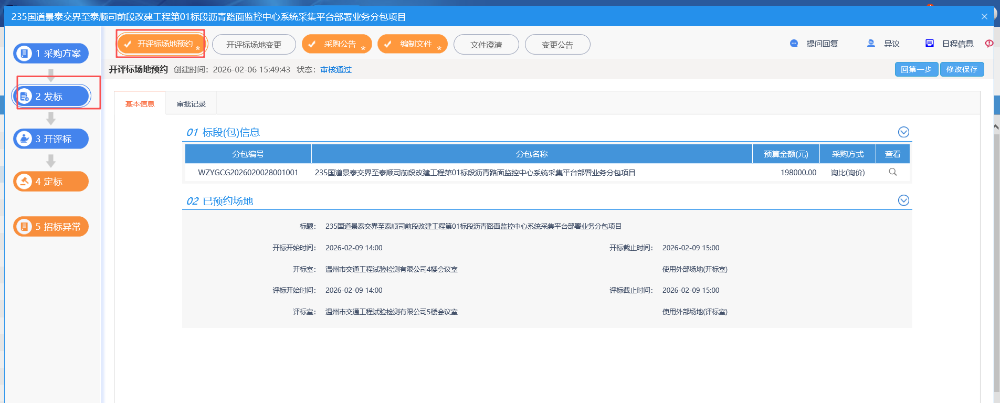 235国道景泰交界至泰顺司前段改建工程第01标段沥青路面监控中心系统采集平台部署业务分包项目
1 采购方案
2 发标
3 开评标
4 定标
5 招标异常
开评标场地预约 *
开评标场地变更
采购公告 *
编制文件 *
文件澄清
变更公告
提问回复
异议
日程信息
开评标场地预约 创建时间：2026-02-06 15:49:43 状态：审核通过
回第一步
修改保存
基本信息
审批记录
01 标段(包)信息
分包编号 分包名称 预算金额(元) 采购方式 查看
WZYGCG2026020028001001 235国道景泰交界至泰顺司前段改建工程第01标段沥青路面监控中心系统采集平台部署业务分包项目 198000.00 询比(询价)
02 已预约场地
标题： 235国道景泰交界至泰顺司前段改建工程第01标段沥青路面监控中心系统采集平台部署业务分包项目
开标开始时间： 2026-02-09 14:00 开标截止时间： 2026-02-09 15:00
开标室： 温州市交通工程试验检测有限公司4楼会议室 使用外部场地(开标室)
评标开始时间： 2026-02-09 14:00 评标截止时间： 2026-02-09 15:00
评标室： 温州市交通工程试验检测有限公司5楼会议室 使用外部场地(评标室)